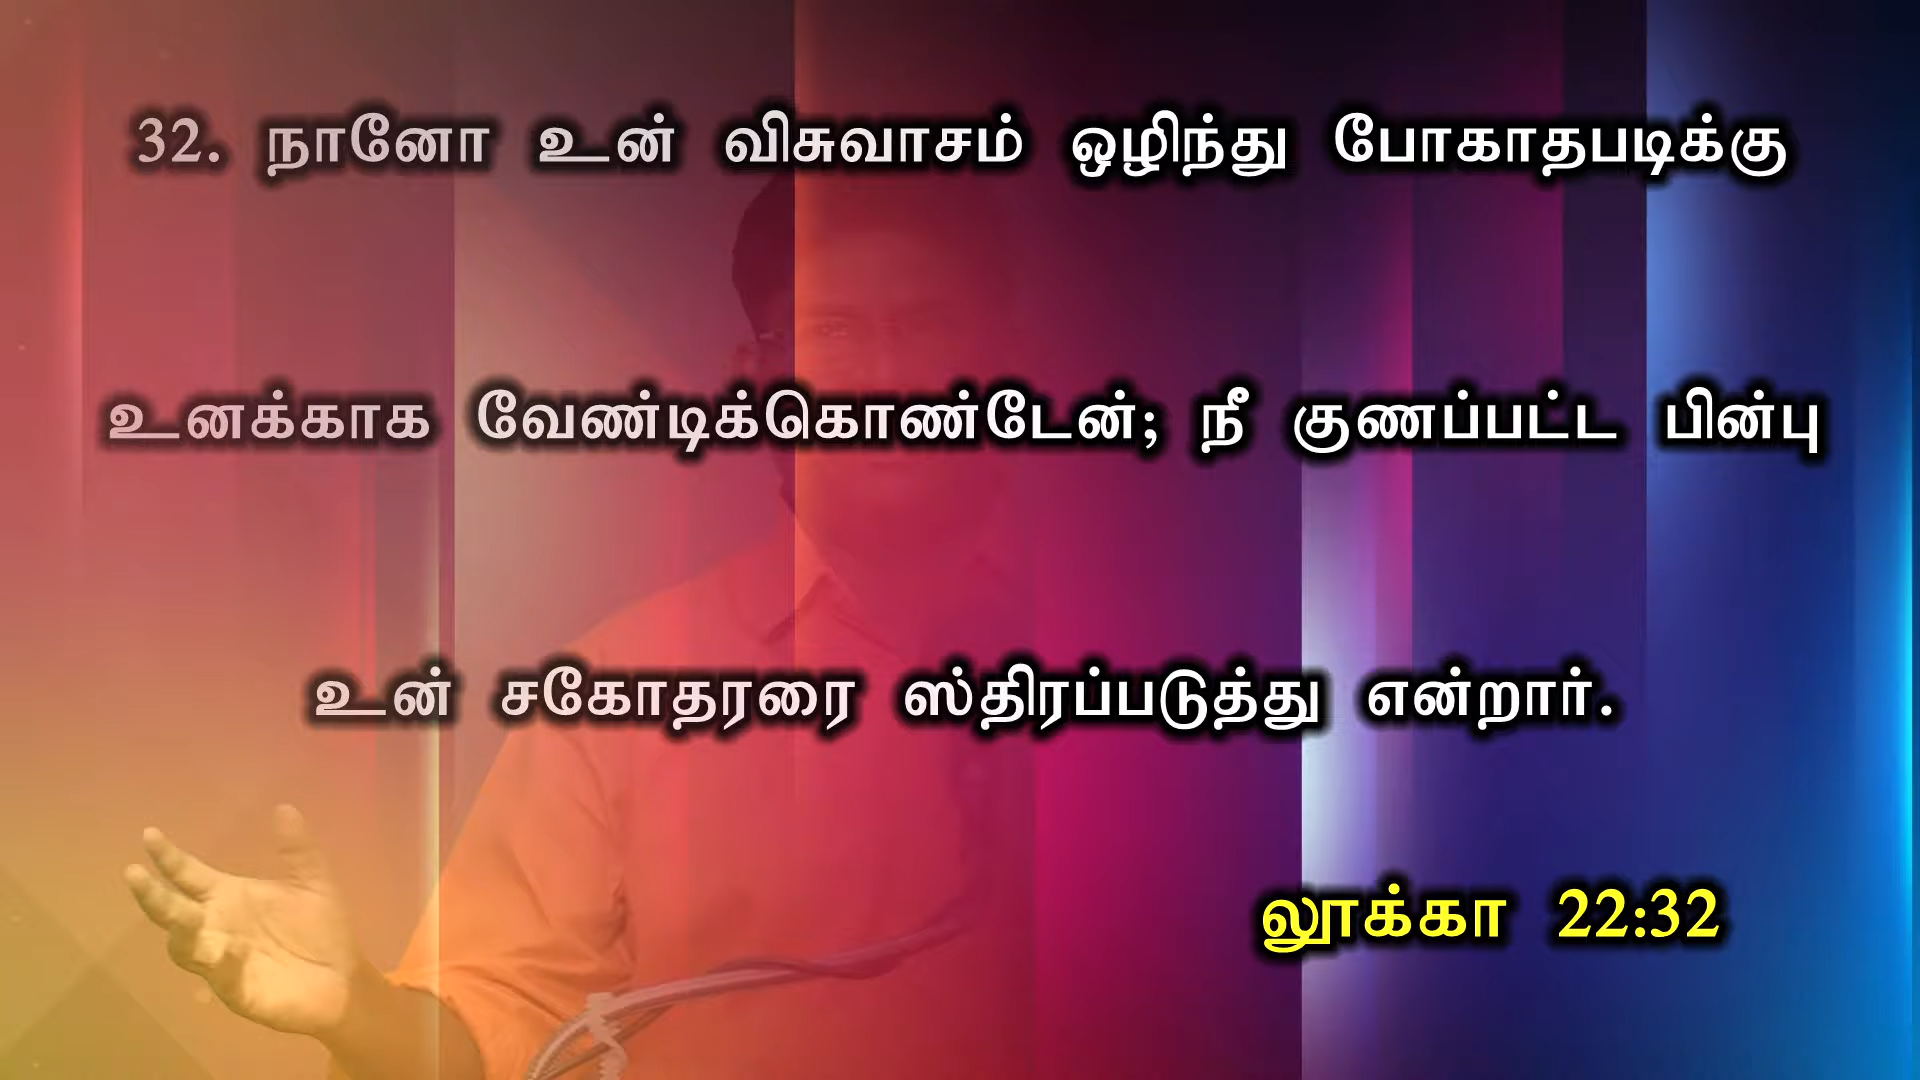 32. நானோ உன் விசுவாசம் ஒழிந்து போகாதபடிக்கு
உனக்காக வேண்டிக்கொண்டேன்; நீ குணப்பட்ட பின்பு
உன் சகோதரரை ஸ்திரப்படுத்து என்றார்.
லூக்கா 22:32